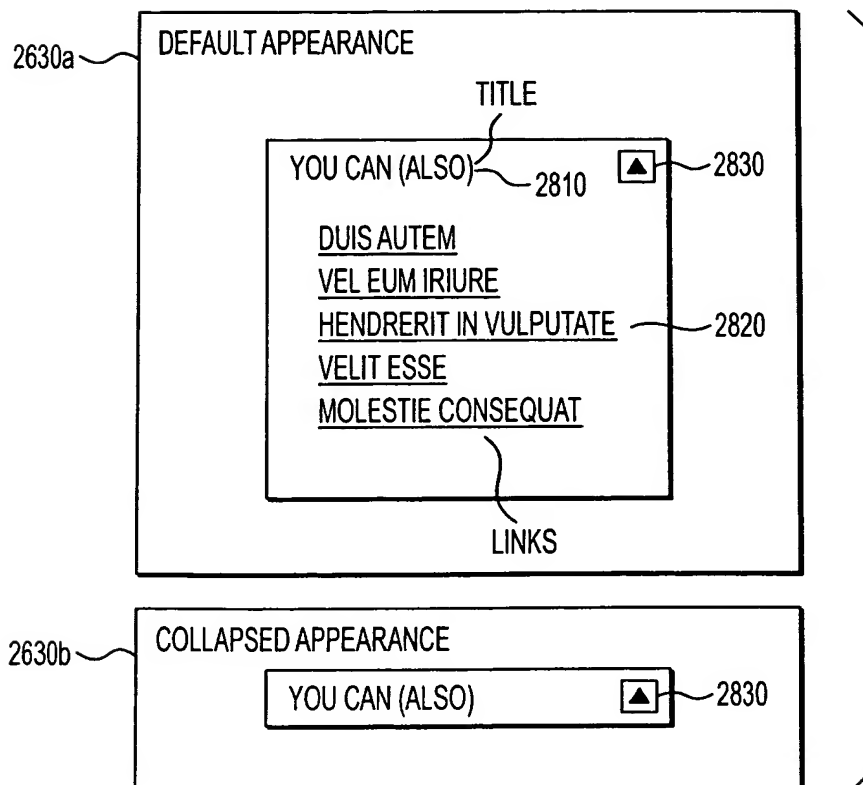 2630a
DEFAULT APPEARANCE
TITLE
YOU CAN (ALSO)
2810
2830
DUIS AUTEM
VEL EUM IRIURE
HENDRERIT IN VULPUTATE
2820
VELIT ESSE
MOLESTIE CONSEQUAT
LINKS
2630b
COLLAPSED APPEARANCE
YOU CAN (ALSO)
2830